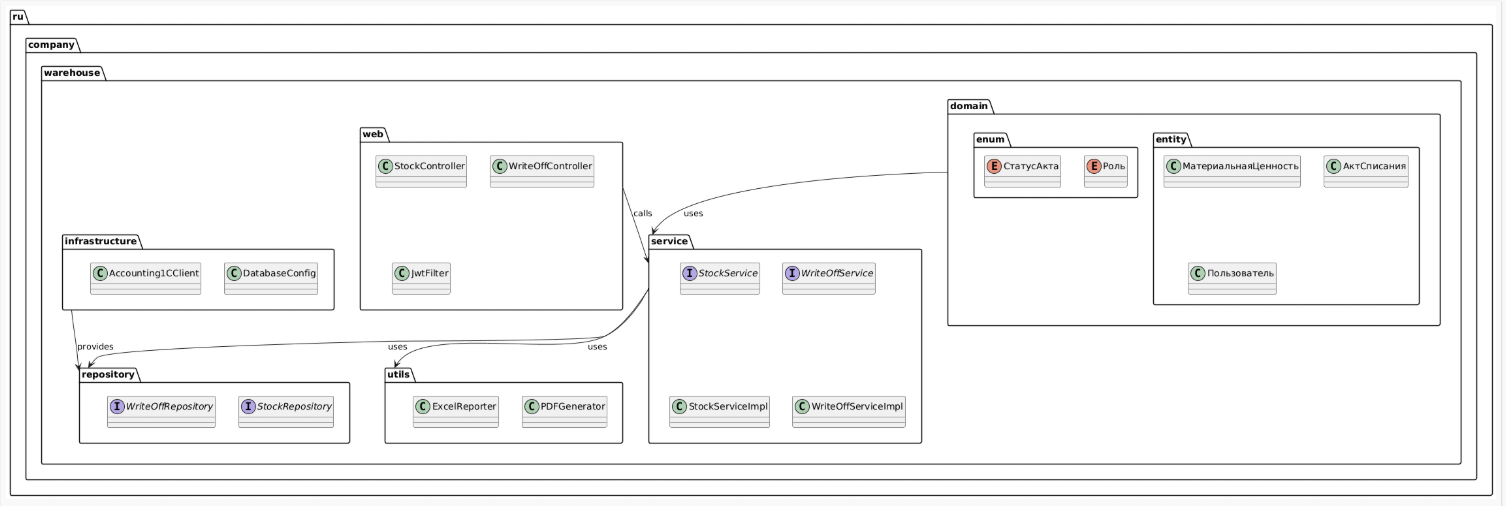 ru
company
warehouse
domain
web
enum
entity
C StockController
C WriteOffController
E СтатусАкта
E Роль
C МатериальнаяЦенность
C АктСписания
calls
uses
infrastructure
service
C Accounting1CClient
C DatabaseConfig
C JwtFilter
I StockService
I WriteOffService
C Пользователь
provides
uses
uses
repository
utils
I WriteOffRepository
I StockRepository
C ExcelReporter
C PDFGenerator
C StockServiceImpl
C WriteOffServiceImpl